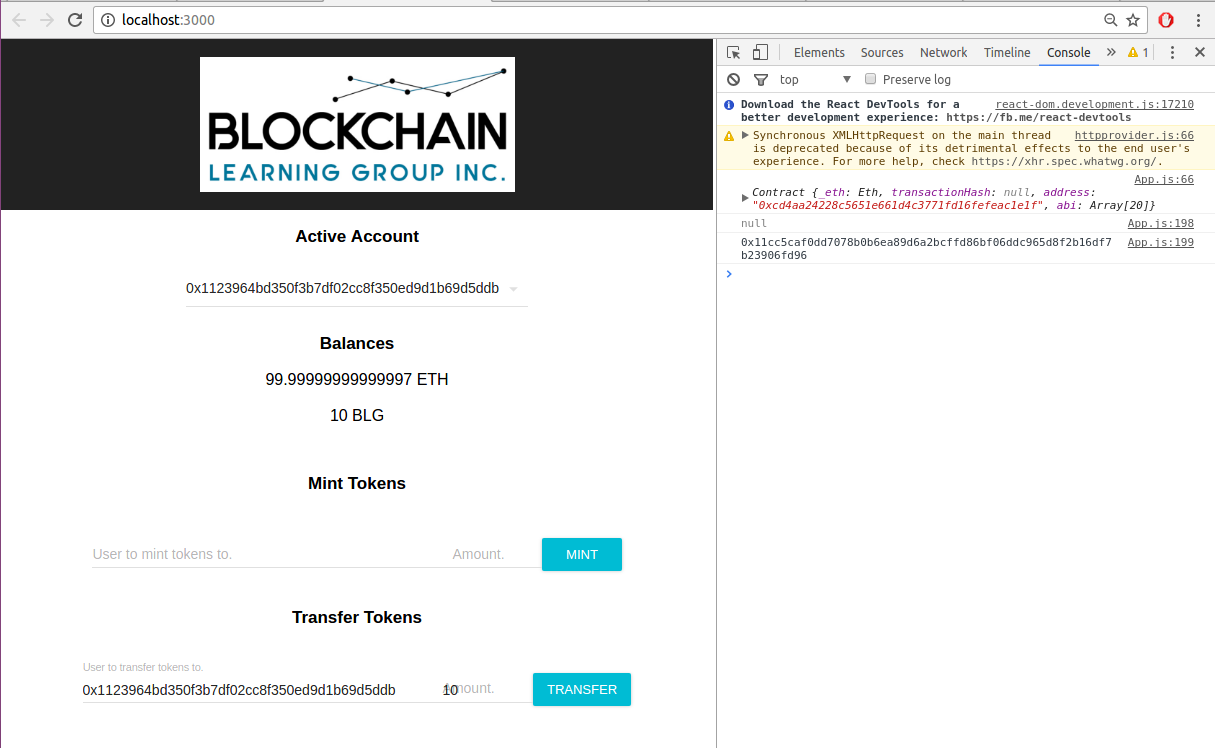 localhost:3000
BLOCKCHAIN
LEARNING GROUP INC.
Active Account
0x1123964bd350f3b7df02cc8f350ed9d1b69d5ddb
Balances
99.99999999999997 ETH
10 BLG
Mint Tokens
User to mint tokens to.
Amount.
MINT
Transfer Tokens
User to transfer tokens to.
0x1123964bd350f3b7df02cc8f350ed9d1b69d5ddb
10
Amount.
TRANSFER
Elements Sources Network Timeline Console » 1
top Preserve log
Download the React DevTools for a react-dom.development.js:17210
better development experience: https://fb.me/react-devtools
Synchronous XMLHttpRequest on the main thread httpprovider.js:66
is deprecated because of its detrimental effects to the end user's
experience. For more help, check https://xhr.spec.whatwg.org/.
App.js:66
Contract {_eth: Eth, transactionHash: null, address:
"0xcd4aa24228c5651e661d4c3771fd16fefeac1e1f", abi: Array[20]}
null App.js:198
0x11cc5caf0dd7078b0b6ea89d6a2bcffd86bf06ddc965d8f2b16df7 App.js:199
b23906fd96